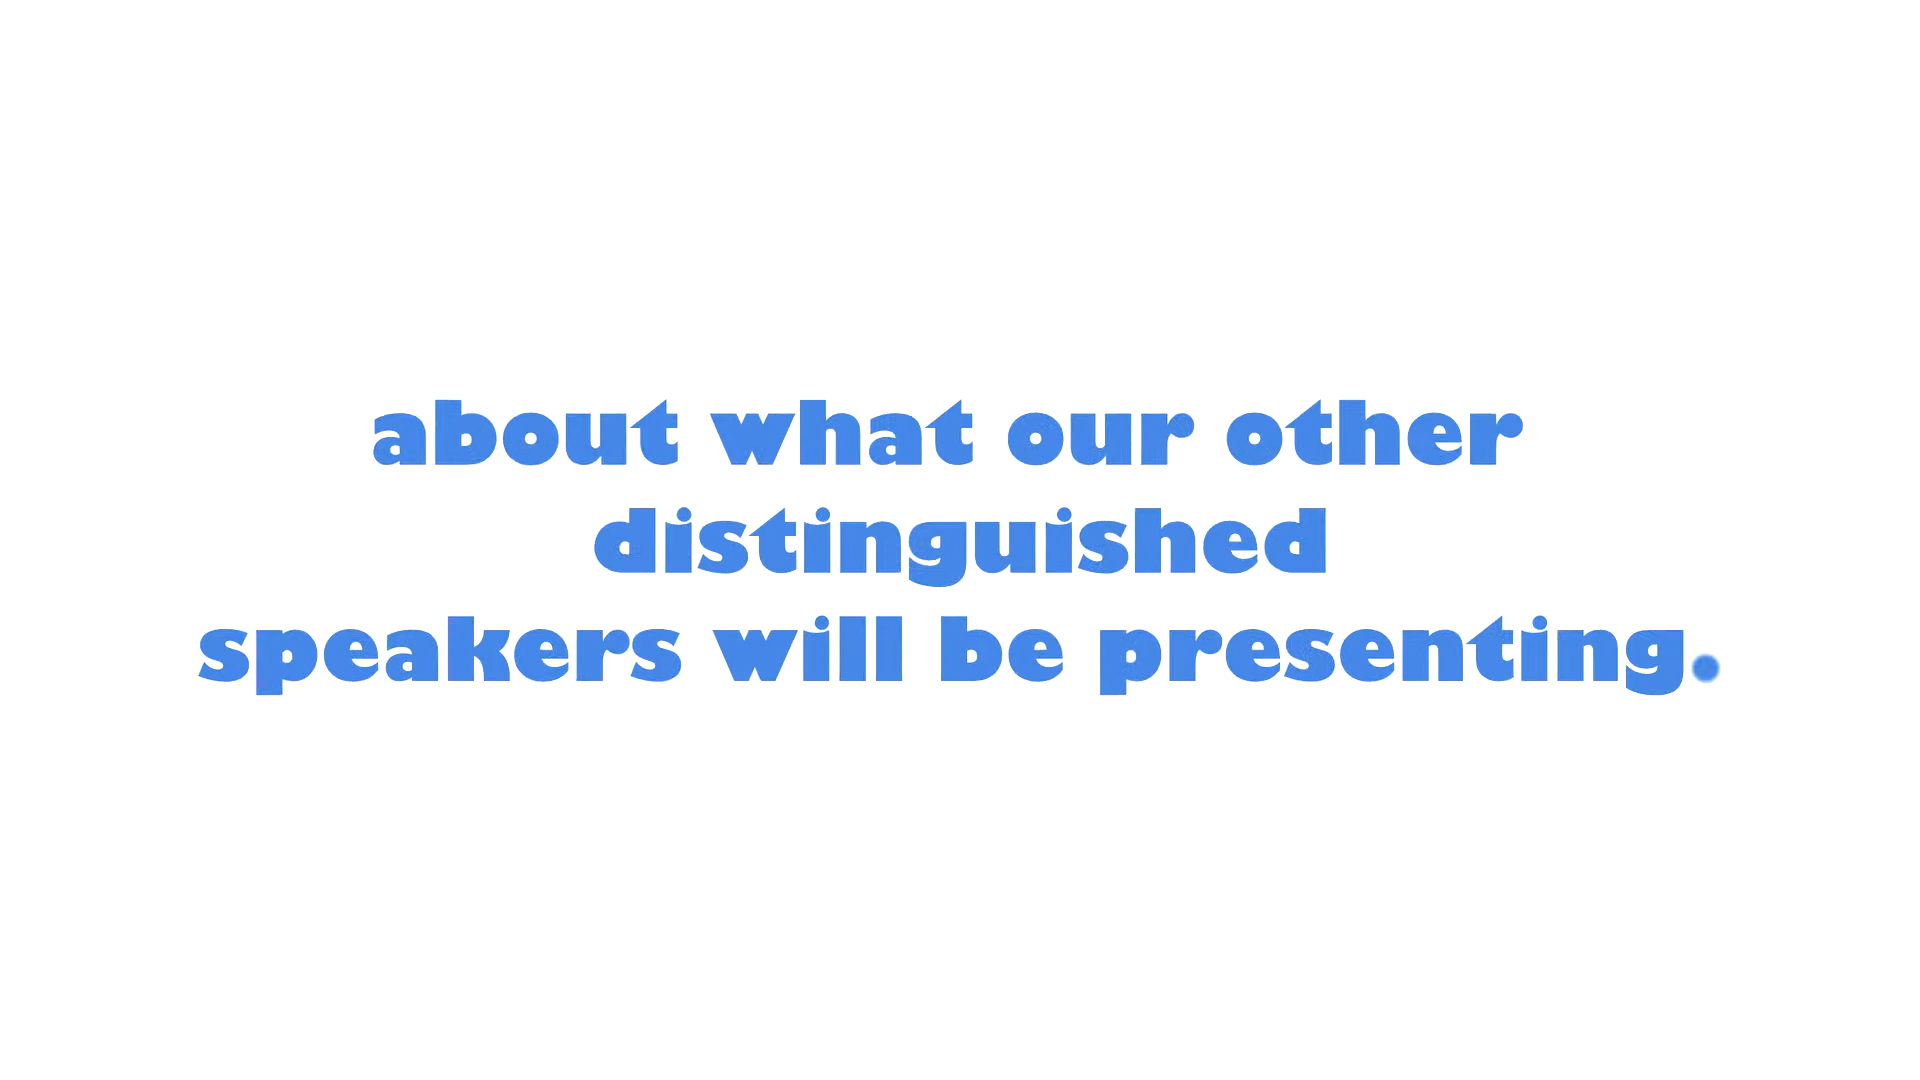 about what our other
distinguished
speakers will be presenting.